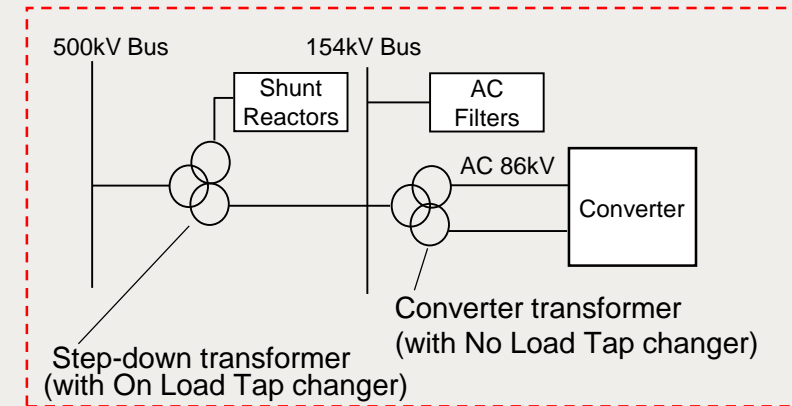 500kV Bus
154kV Bus
Shunt
Reactors
AC
Filters
AC 86kV
Converter
Converter transformer
(with No Load Tap changer)
Step-down transformer
(with On Load Tap changer)